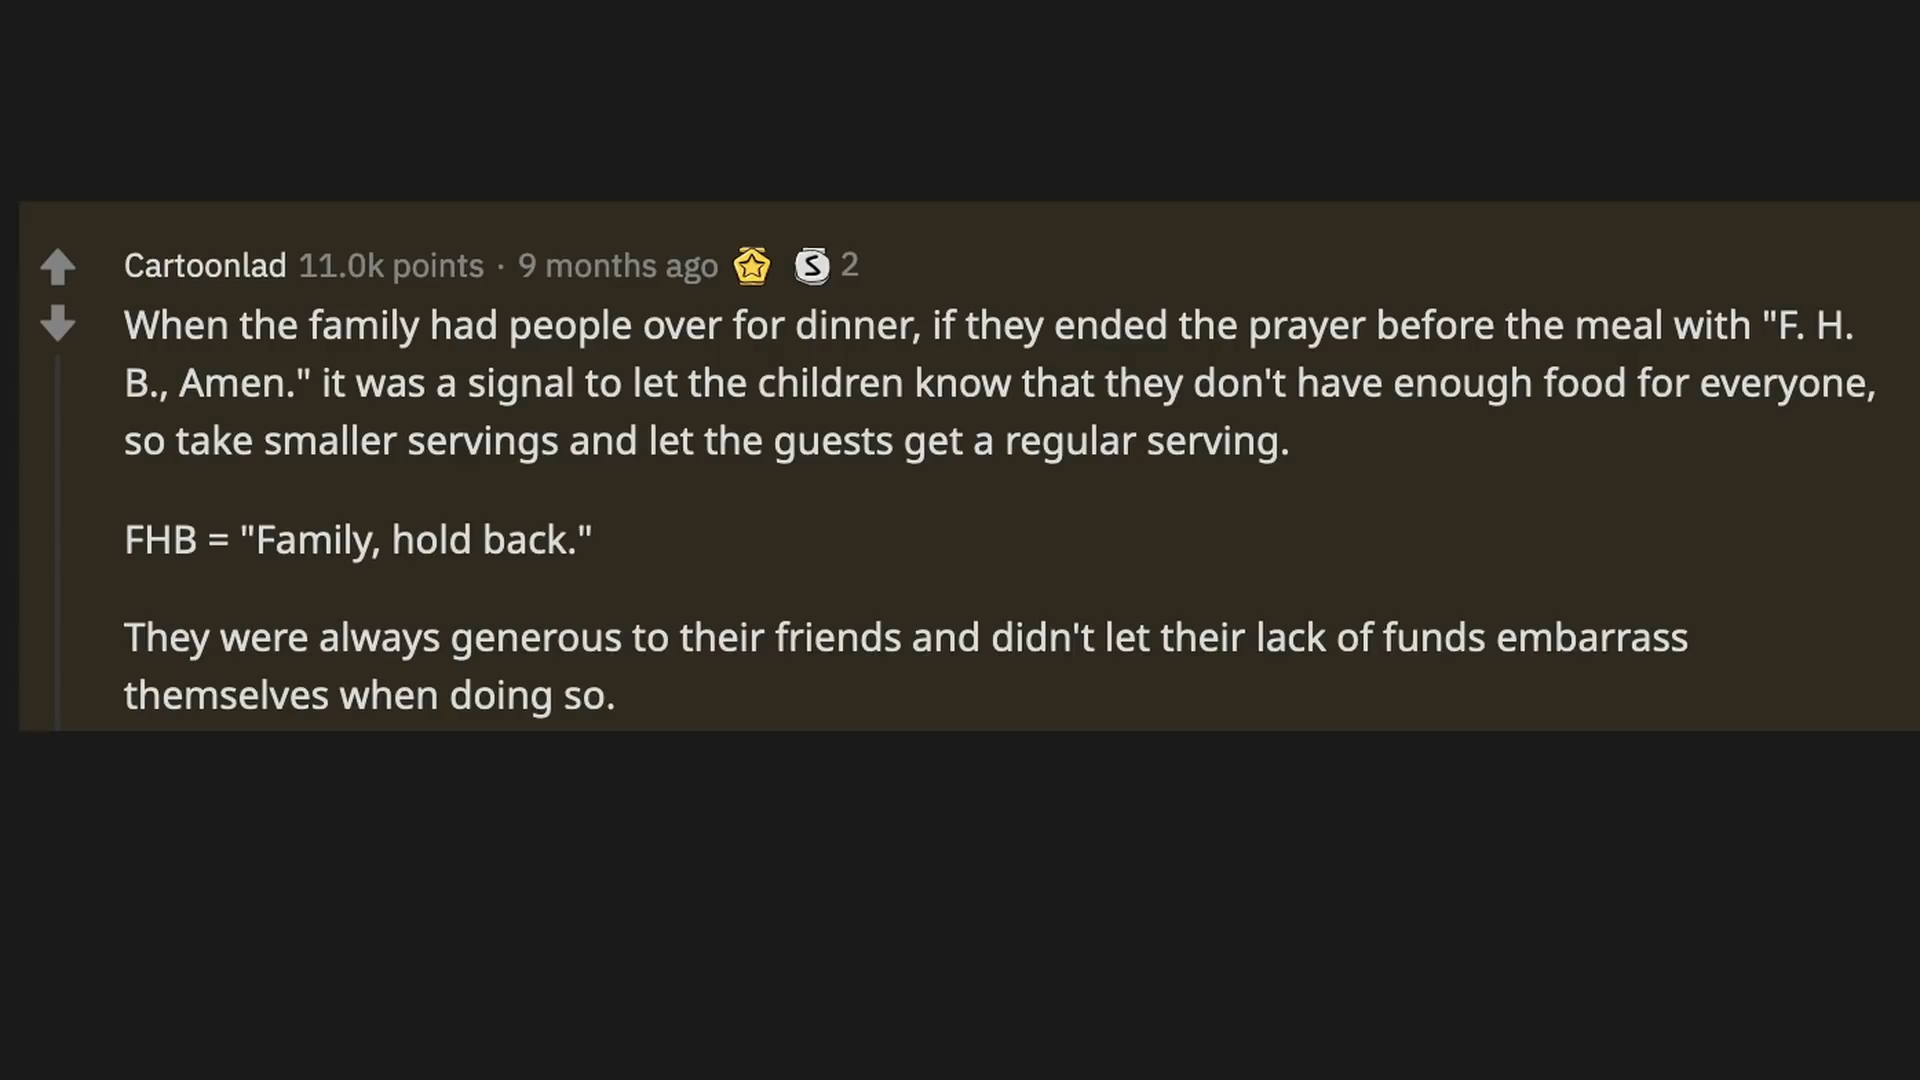 Cartoonlad 11.0k points · 9 months ago S 2
When the family had people over for dinner, if they ended the prayer before the meal with "F. H.
B., Amen." it was a signal to let the children know that they don't have enough food for everyone,
so take smaller servings and let the guests get a regular serving.
FHB = "Family, hold back."
They were always generous to their friends and didn't let their lack of funds embarrass
themselves when doing so.